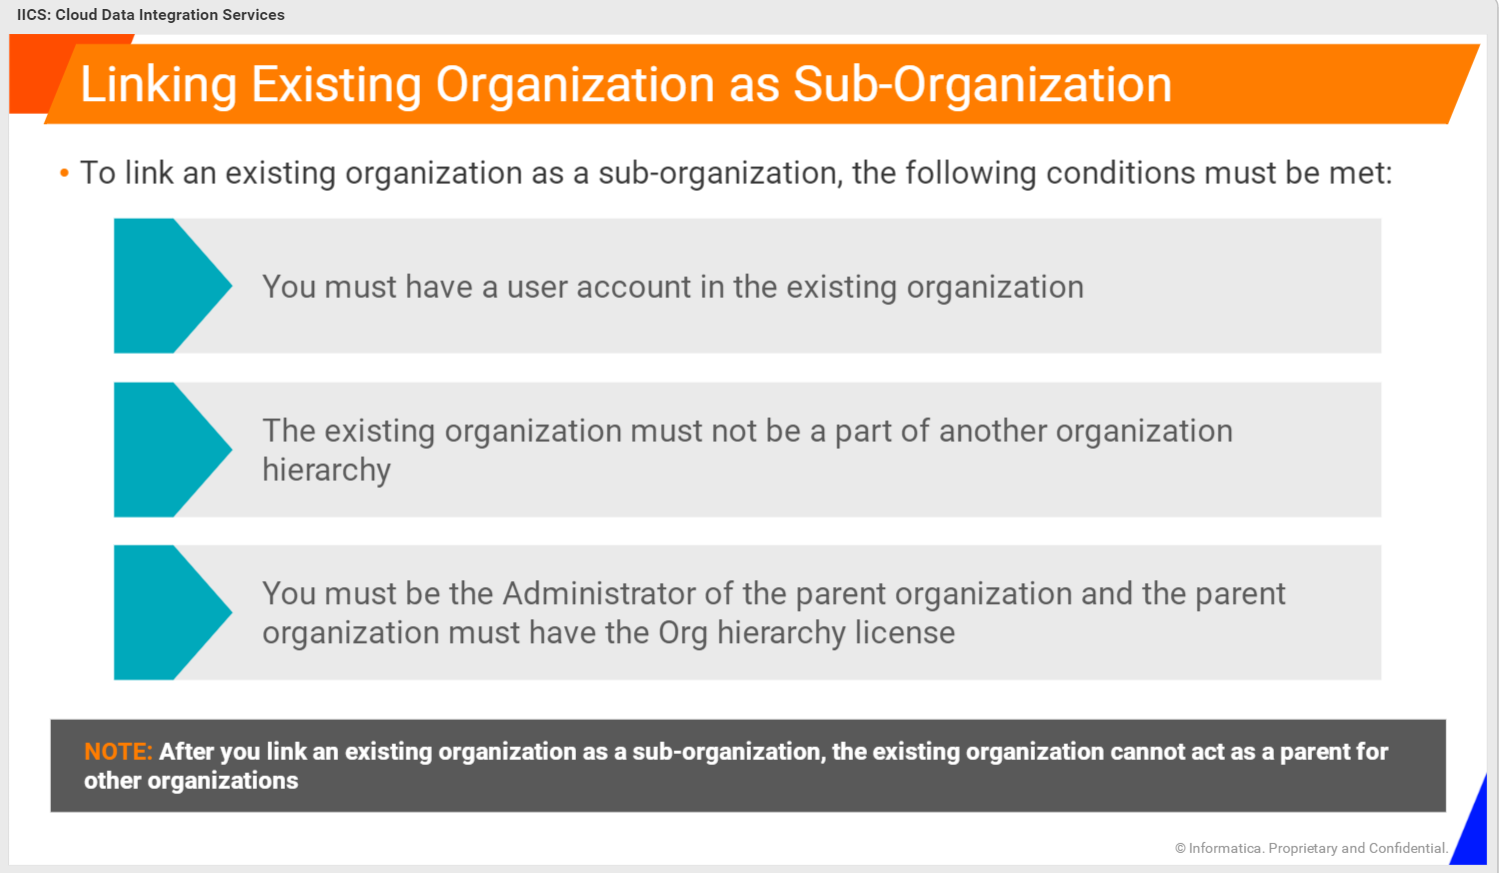 IICS: Cloud Data Integration Services
Linking Existing Organization as Sub-Organization
• To link an existing organization as a sub-organization, the following conditions must be met:
You must have a user account in the existing organization
The existing organization must not be a part of another organization
hierarchy
You must be the Administrator of the parent organization and the parent
organization must have the Org hierarchy license
NOTE: After you link an existing organization as a sub-organization, the existing organization cannot act as a parent for
other organizations
© Informatica. Proprietary and Confidential.